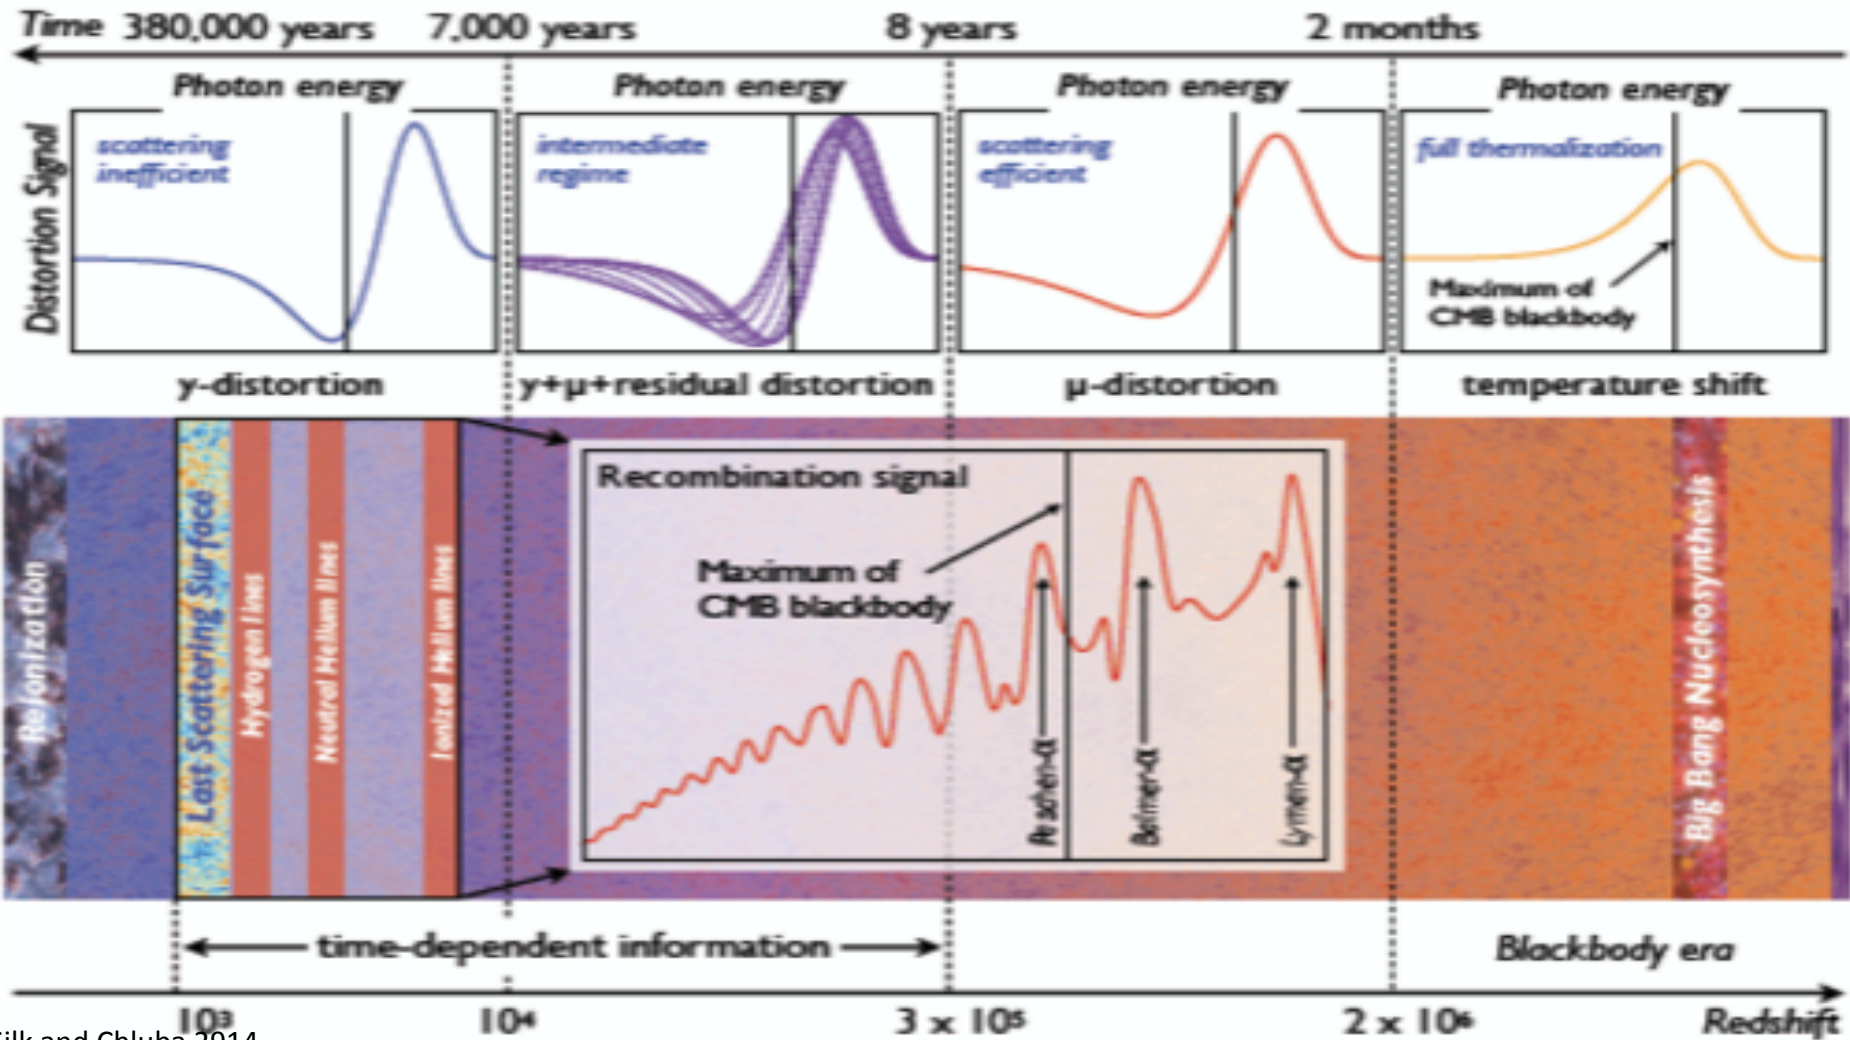 Time 380,000 years 7,000 years 8 years 2 months
Photon energy Photon energy Photon energy Photon energy
Distortion Signal
scattering
inefficient
intermediate
regime
scattering
efficient
full thermalization
Maximum of
CMB blackbody
y-distortion y+μ+residual distortion μ-distortion temperature shift
Reionization
Last Scattering Surface
Hydrogen lines
Neutral Helium lines
Ionized Helium lines
Recombination signal
Maximum of
CMB blackbody
Paschen-α
Balmer-α
Lyman-α
Big Bang Nucleosynthesis
time-dependent information
Blackbody era
10³ 10⁴ 3 x 10⁵ 2 x 10⁶ Redshift
and Chluba 2014